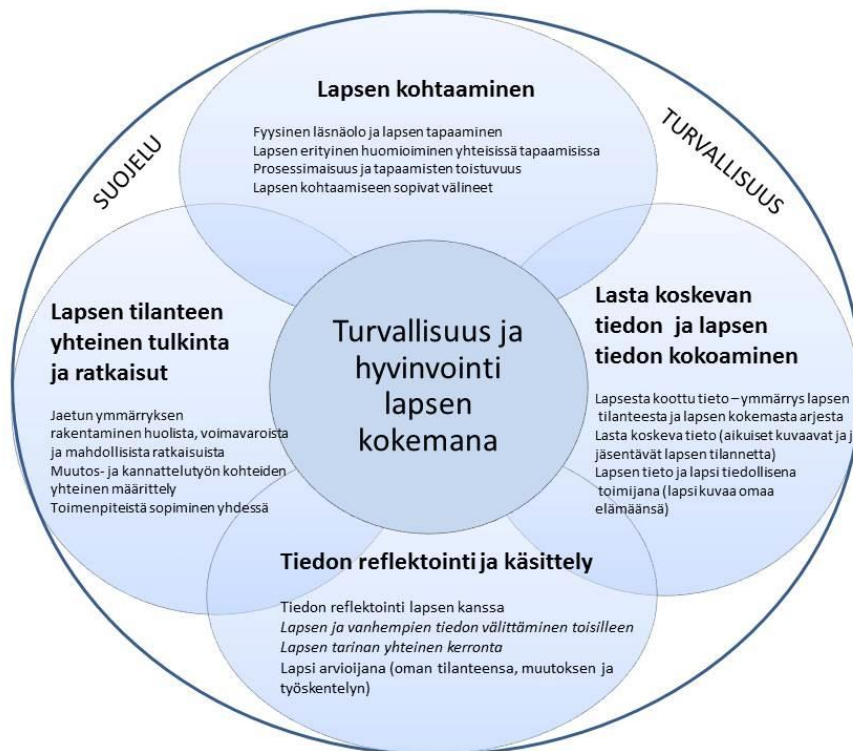 Lapsen kohtaaminen
Fyysinen läsnäolo ja lapsen tapaaminen
Lapsen erityinen huomioiminen yhteisissä tapaamisissa
Prosessimaisuus ja tapaamisten toistuvuus
Lapsen kohtaamiseen sopivat välineet
SUOJELU
TURVALLISUUS
Lapsen tilanteen
yhteinen tulkinta
ja ratkaisut
Jaetun ymmärryksen
rakentaminen huolista, voimavaroista
ja mahdollisista ratkaisuista
Muutos- ja kannattelutyön kohteiden
yhteinen määrittely
Toimenpiteistä sopiminen yhdessä
Turvallisuus ja
hyvinvointi
lapsen
kokemana
Lasta koskevan
tiedon ja lapsen
tiedon kokoaminen
Lapsesta koottu tieto – ymmärrys lapsen
tilanteesta ja lapsen kokemasta arjesta
Lasta koskeva tieto (aikuiset kuvaavat ja j
jäsentävät lapsen tilannetta)
Lapsen tieto ja lapsi tiedollisena
toimijana (lapsi kuvaa omaa
elämäänsä)
Tiedon reflektointi ja käsittely
Tiedon reflektointi lapsen kanssa
Lapsen ja vanhempien tiedon välittäminen toisilleen
Lapsen tarinan yhteinen kerronta
Lapsi arvioijana (oman tilanteensa, muutoksen ja
työskentelyn)